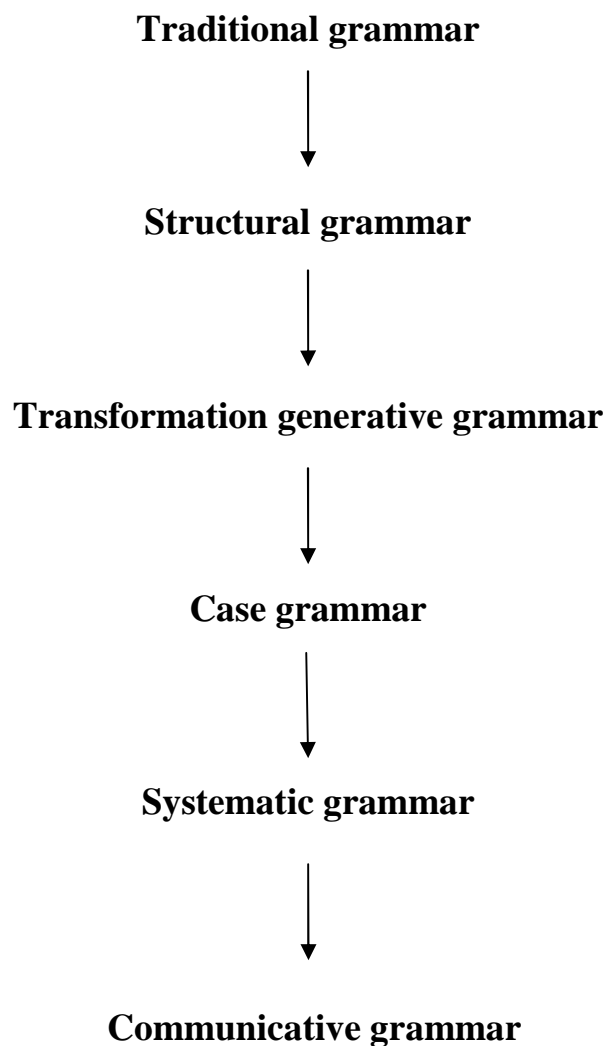 Traditional grammar
Structural grammar
Transformation generative grammar
Case grammar
Systematic grammar
Communicative grammar